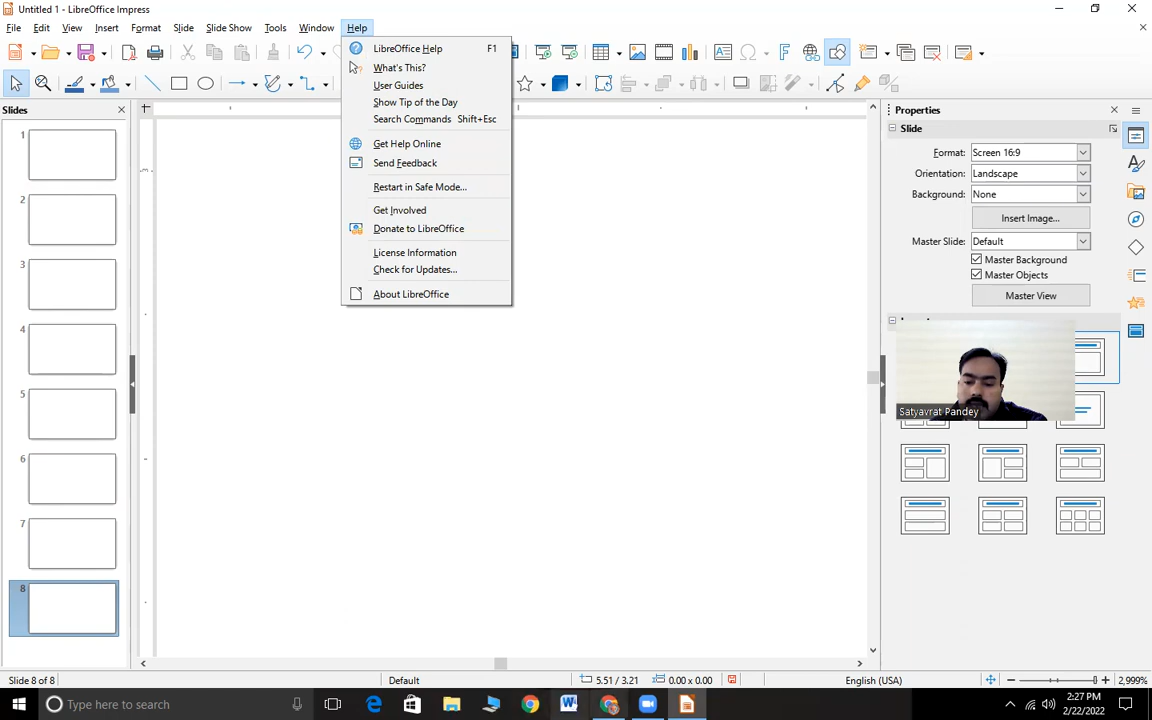 Untitled 1 - LibreOffice Impress
File Edit View Insert Format Slide Slide Show Tools Window Help
LibreOffice Help F1
What's This?
User Guides
Show Tip of the Day
Search Commands Shift+Esc
Get Help Online
Send Feedback
Restart in Safe Mode...
Get Involved
Donate to LibreOffice
License Information
Check for Updates...
About LibreOffice
Slides
1
2
3
4
5
6
7
8
Properties
Slide
Format: Screen 16:9
Orientation: Landscape
Background: None
Insert Image...
Master Slide: Default
Master Background
Master Objects
Master View
Satyavrat Pandey
Slide 8 of 8 Default 5.51 / 3.21 0.00 x 0.00 English (USA) 2,999%
Type here to search
2:27 PM
2/22/2022